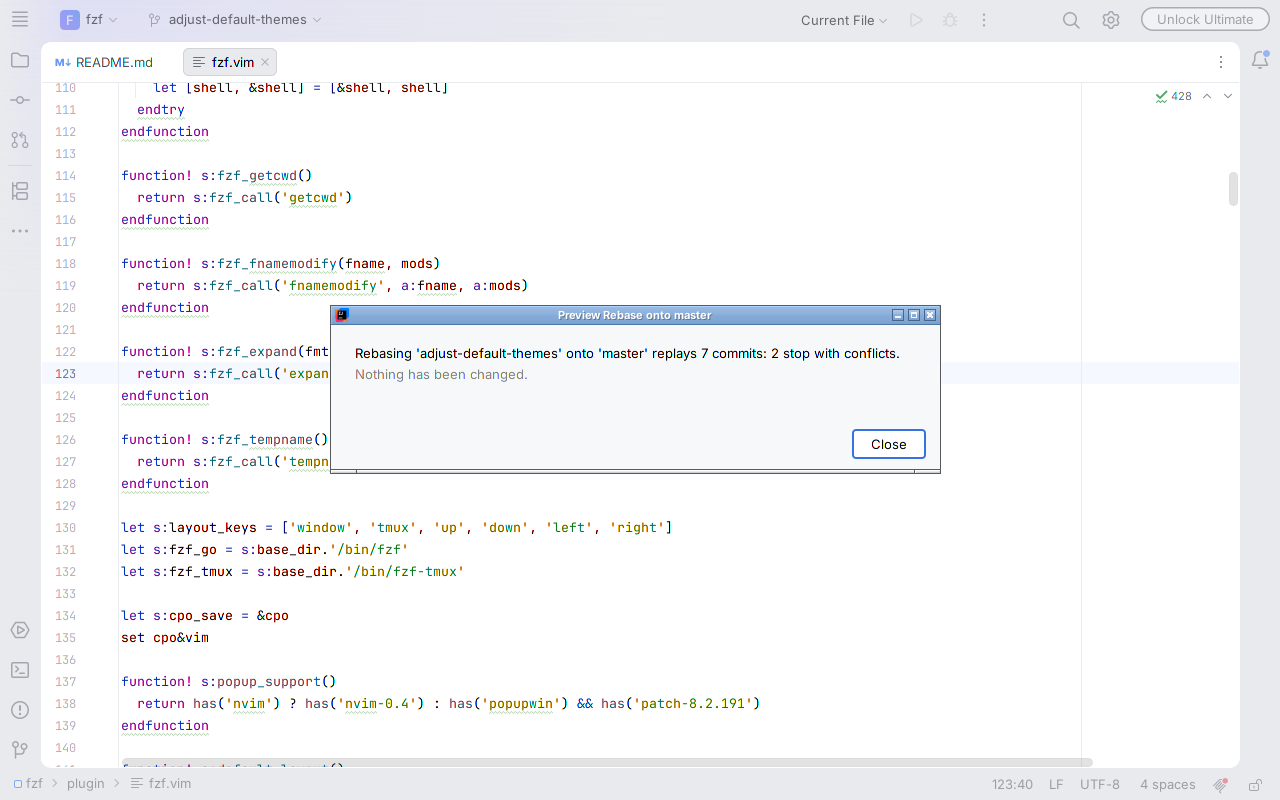 F fzf adjust-default-themes Current File Unlock Ultimate
README.md fzf.vim
428
110 let [shell, &shell] = [&shell, shell]
111 endtry
112 endfunction
113
114 function! s:fzf_getcwd()
115 return s:fzf_call('getcwd')
116 endfunction
117
118 function! s:fzf_fnamemodify(fname, mods)
119 return s:fzf_call('fnamemodify', a:fname, a:mods)
120 endfunction
121
122 function! s:fzf_expand(fmt
123 return s:fzf_call('expan
124 endfunction
125
126 function! s:fzf_tempname()
127 return s:fzf_call('tempn
128 endfunction
129
130 let s:layout_keys = ['window', 'tmux', 'up', 'down', 'left', 'right']
131 let s:fzf_go = s:base_dir.'/bin/fzf'
132 let s:fzf_tmux = s:base_dir.'/bin/fzf-tmux'
133
134 let s:cpo_save = &cpo
135 set cpo&vim
136
137 function! s:popup_support()
138 return has('nvim') ? has('nvim-0.4') : has('popupwin') && has('patch-8.2.191')
139 endfunction
140
Preview Rebase onto master
Rebasing 'adjust-default-themes' onto 'master' replays 7 commits: 2 stop with conflicts.
Nothing has been changed.
Close
fzf plugin fzf.vim 123:40 LF UTF-8 4 spaces